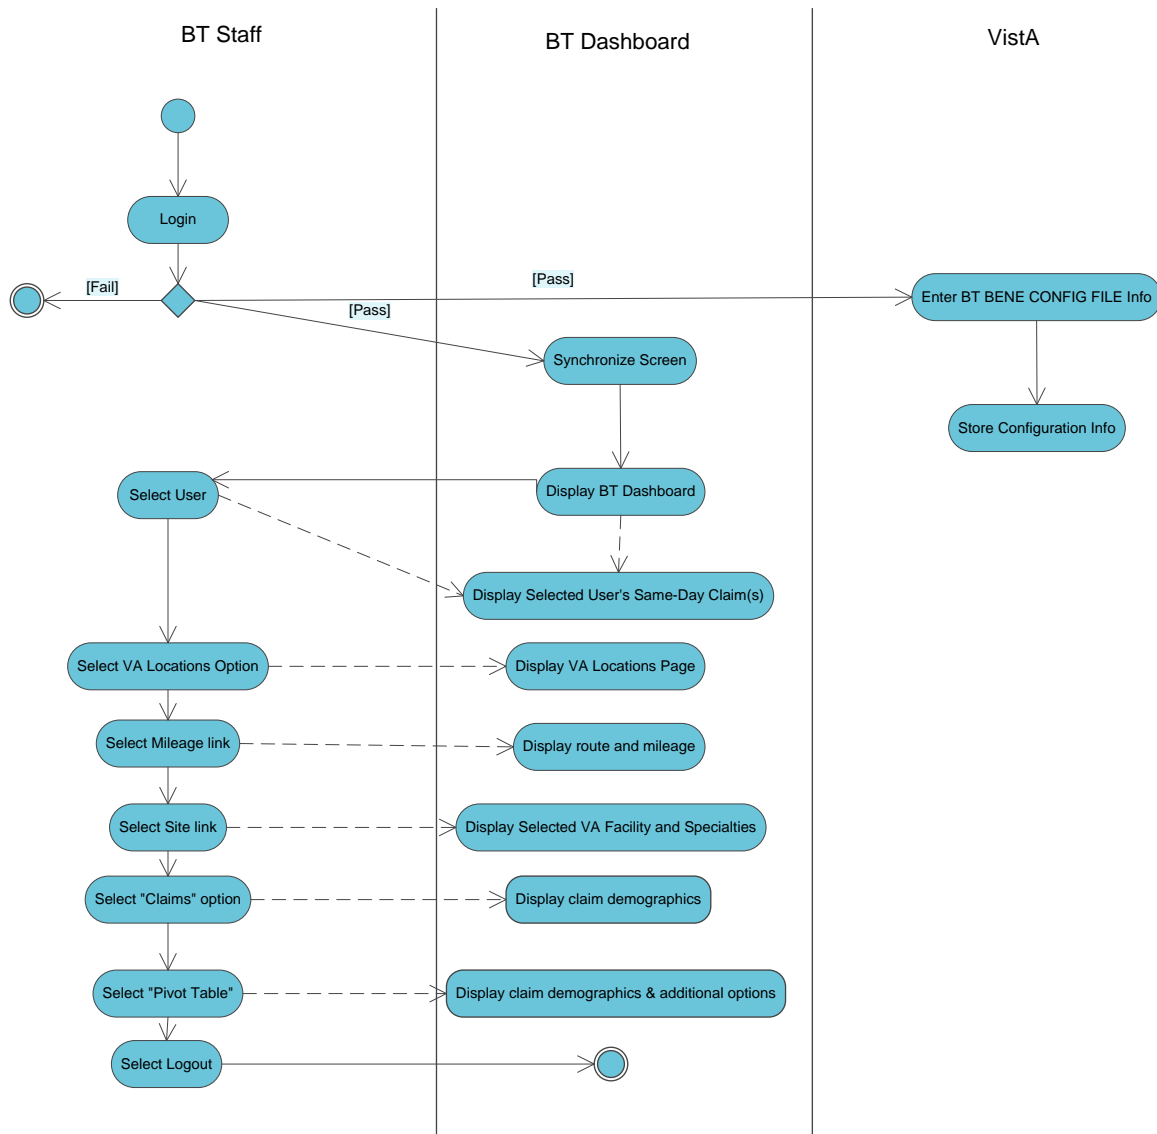 BT Staff
BT Dashboard
VistA
Login
[Fail]
[Pass]
[Pass]
Enter BT BENE CONFIG FILE Info
Synchronize Screen
Store Configuration Info
Select User
Display BT Dashboard
Display Selected User's Same-Day Claim(s)
Select VA Locations Option
Display VA Locations Page
Select Mileage link
Display route and mileage
Select Site link
Display Selected VA Facility and Specialties
Select "Claims" option
Display claim demographics
Select "Pivot Table"
Display claim demographics & additional options
Select Logout